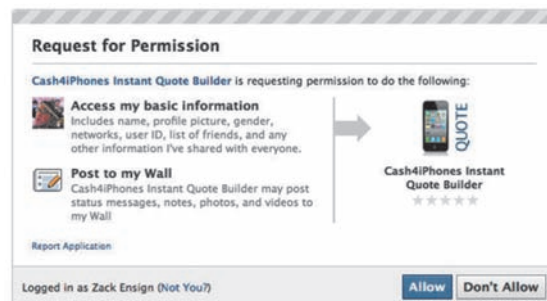 Request for Permission
Cash4iPhones Instant Quote Builder is requesting permission to do the following:
Access my basic information
Includes name, profile picture, gender,
networks, user ID, list of friends, and any
other information I've shared with everyone.
Post to my Wall
Cash4iPhones Instant Quote Builder may post
status messages, notes, photos, and videos to
my Wall
QUOTE
Cash4iPhones Instant
Quote Builder
Report Application
Logged in as Zack Ensign (Not You?)
Allow
Don't Allow